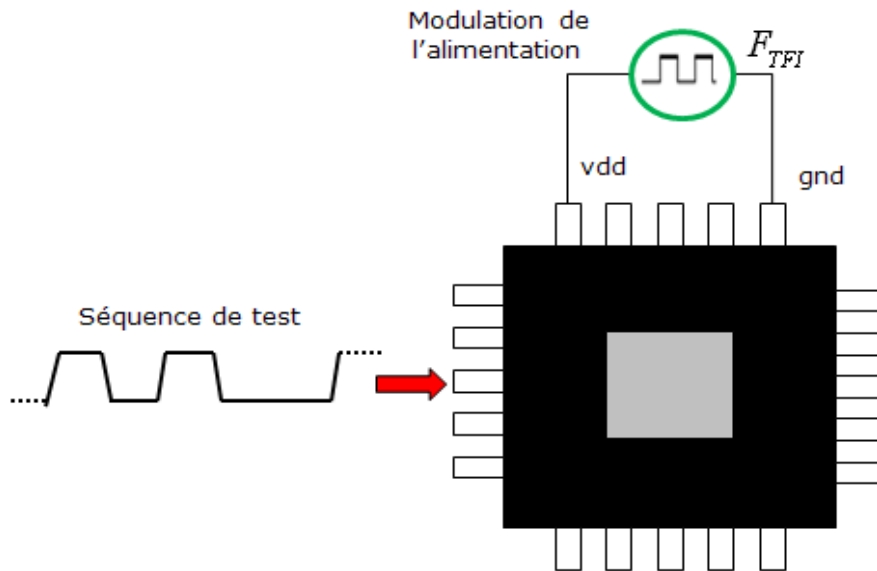 Modulation de
l'alimentation
F_TFI
vdd
gnd
Séquence de test